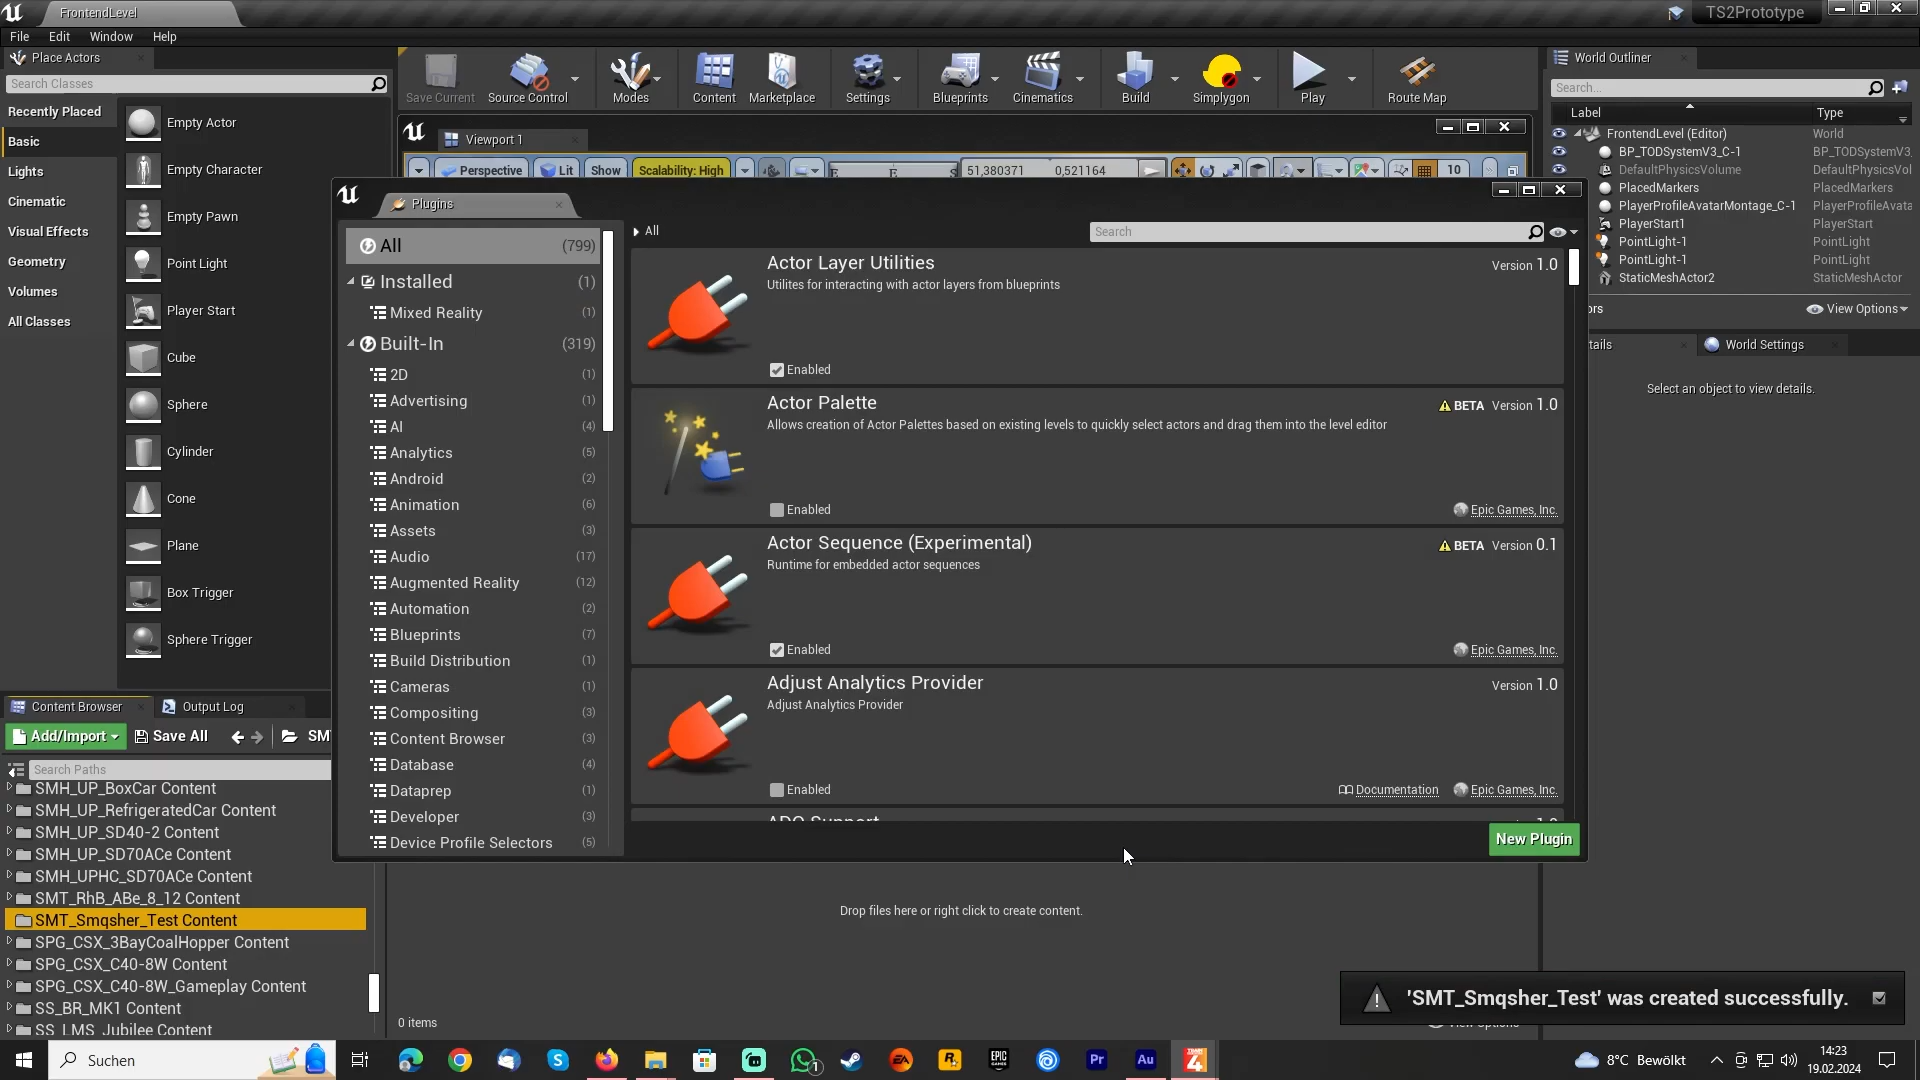 FrontendLevel
TS2Prototype
File Edit Window Help
Place Actors
Search Classes
Recently Placed
Basic
Lights
Cinematic
Visual Effects
Geometry
Volumes
All Classes
Empty Actor
Empty Character
Empty Pawn
Point Light
Player Start
Cube
Sphere
Cylinder
Cone
Plane
Box Trigger
Sphere Trigger
Save Current
Source Control
Modes
Content
Marketplace
Settings
Blueprints
Cinematics
Build
Simplygon
Play
Route Map
Viewport 1
Perspective
Lit
Show
Scalability: High
E E S
51,380371 0,521164
10
World Outliner
Search...
Label Type
FrontendLevel (Editor) World
BP_TODSystemV3_C-1 BP_TODSystemV3_
DefaultPhysicsVolume DefaultPhysicsVol
PlacedMarkers PlacedMarkers
PlayerProfileAvatarMontage_C-1 PlayerProfileAvata
PlayerStart1 PlayerStart
PointLight-1 PointLight
PointLight-1 PointLight
StaticMeshActor2 StaticMeshActor
ors
View Options
tails
World Settings
Select an object to view details.
Plugins
All (799)
Installed (1)
Mixed Reality (1)
Built-In (319)
2D (1)
Advertising (1)
AI (4)
Analytics (5)
Android (2)
Animation (6)
Assets (3)
Audio (17)
Augmented Reality (12)
Automation (2)
Blueprints (7)
Build Distribution (1)
Cameras (1)
Compositing (3)
Content Browser (3)
Database (4)
Dataprep (1)
Developer (3)
Device Profile Selectors (5)
All
Search
Actor Layer Utilities
Version 1.0
Utilites for interacting with actor layers from blueprints
Enabled
Actor Palette
BETA Version 1.0
Allows creation of Actor Palettes based on existing levels to quickly select actors and drag them into the level editor
Enabled
Epic Games, Inc.
Actor Sequence (Experimental)
BETA Version 0.1
Runtime for embedded actor sequences
Enabled
Epic Games, Inc.
Adjust Analytics Provider
Version 1.0
Adjust Analytics Provider
Enabled
Documentation
Epic Games, Inc.
New Plugin
Content Browser
Output Log
Add/Import
Save All
SM
Search Paths
SMH_UP_BoxCar Content
SMH_UP_RefrigeratedCar Content
SMH_UP_SD40-2 Content
SMH_UP_SD70ACe Content
SMH_UPHC_SD70ACe Content
SMT_RhB_ABe_8_12 Content
SMT_Smqsher_Test Content
SPG_CSX_3BayCoalHopper Content
SPG_CSX_C40-8W Content
SPG_CSX_C40-8W_Gameplay Content
SS_BR_MK1 Content
SS_LMS_Jubilee Content
Drop files here or right click to create content.
0 items
'SMT_Smqsher_Test' was created successfully.
Suchen
8°C Bewölkt
14:23
19.02.2024